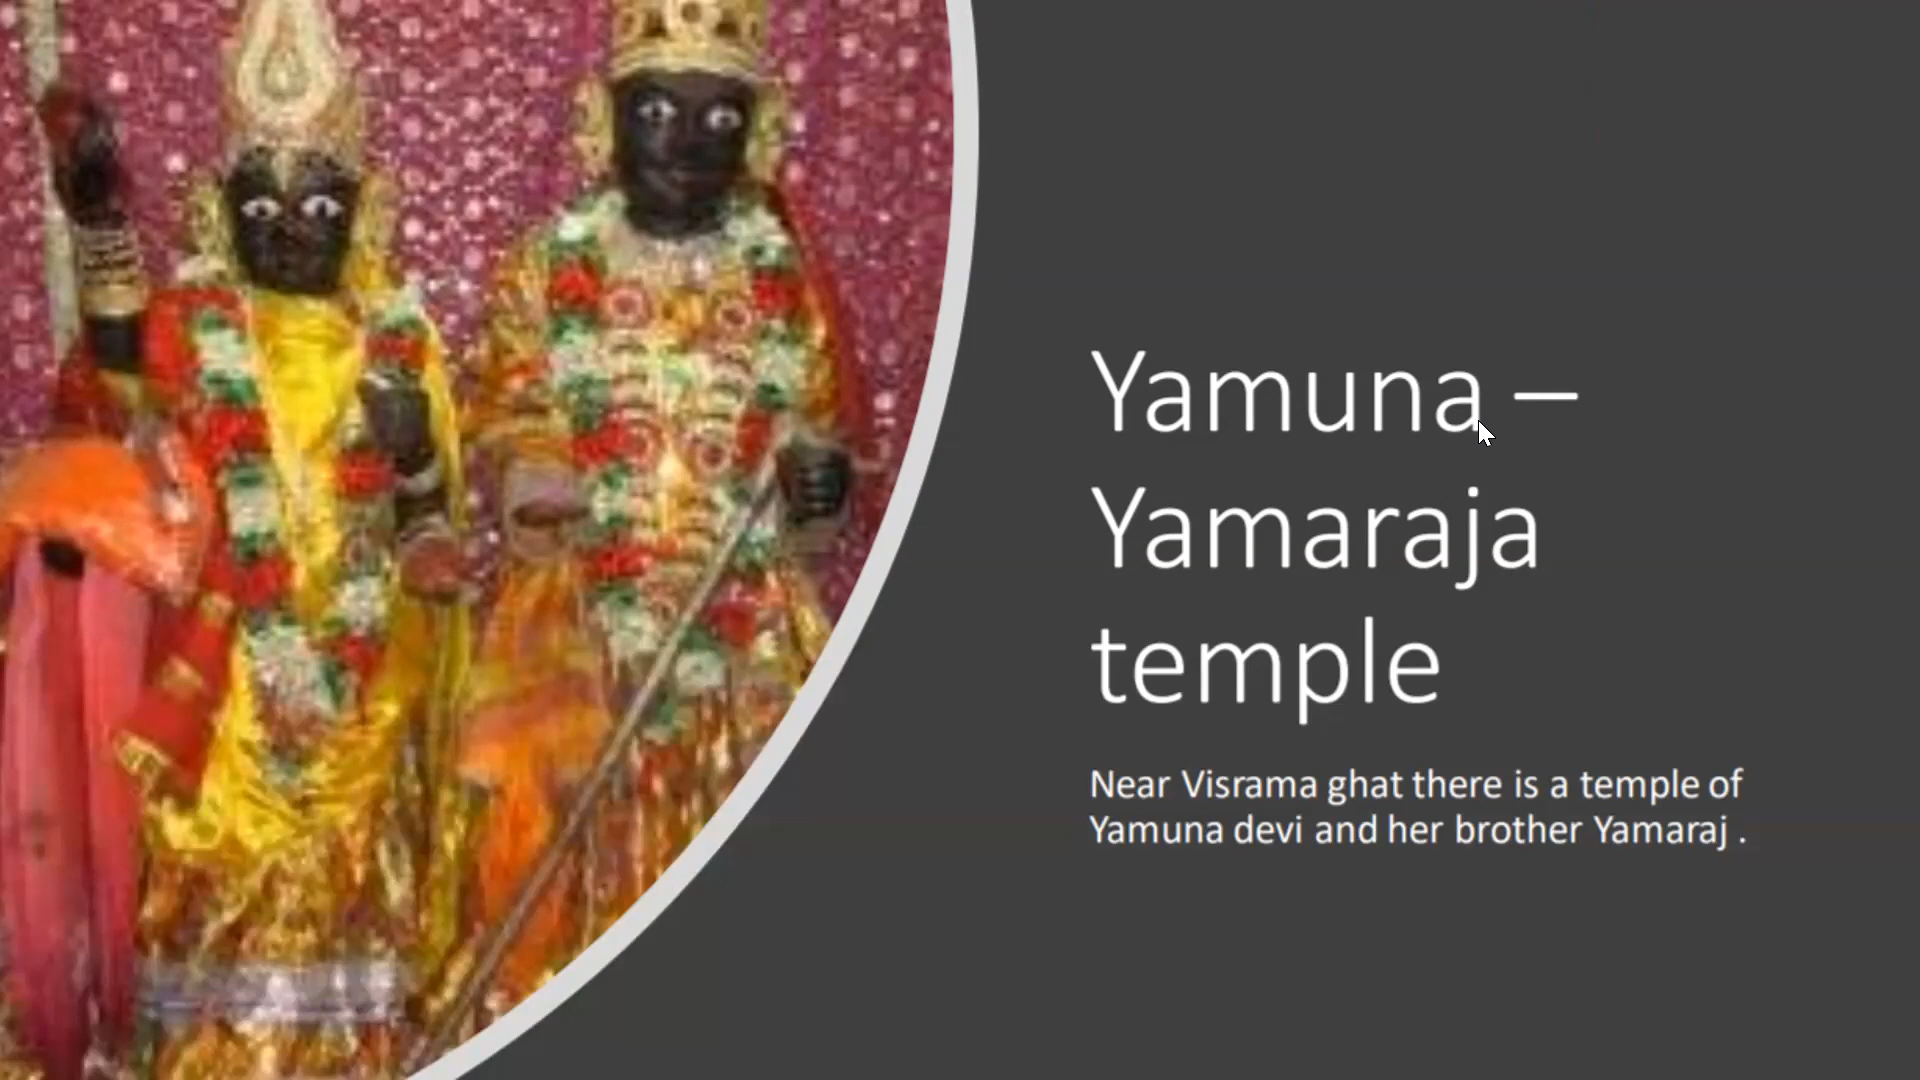 Yamuna –
Yamaraja
temple
Near Visrama ghat there is a temple of
Yamuna devi and her brother Yamaraj .